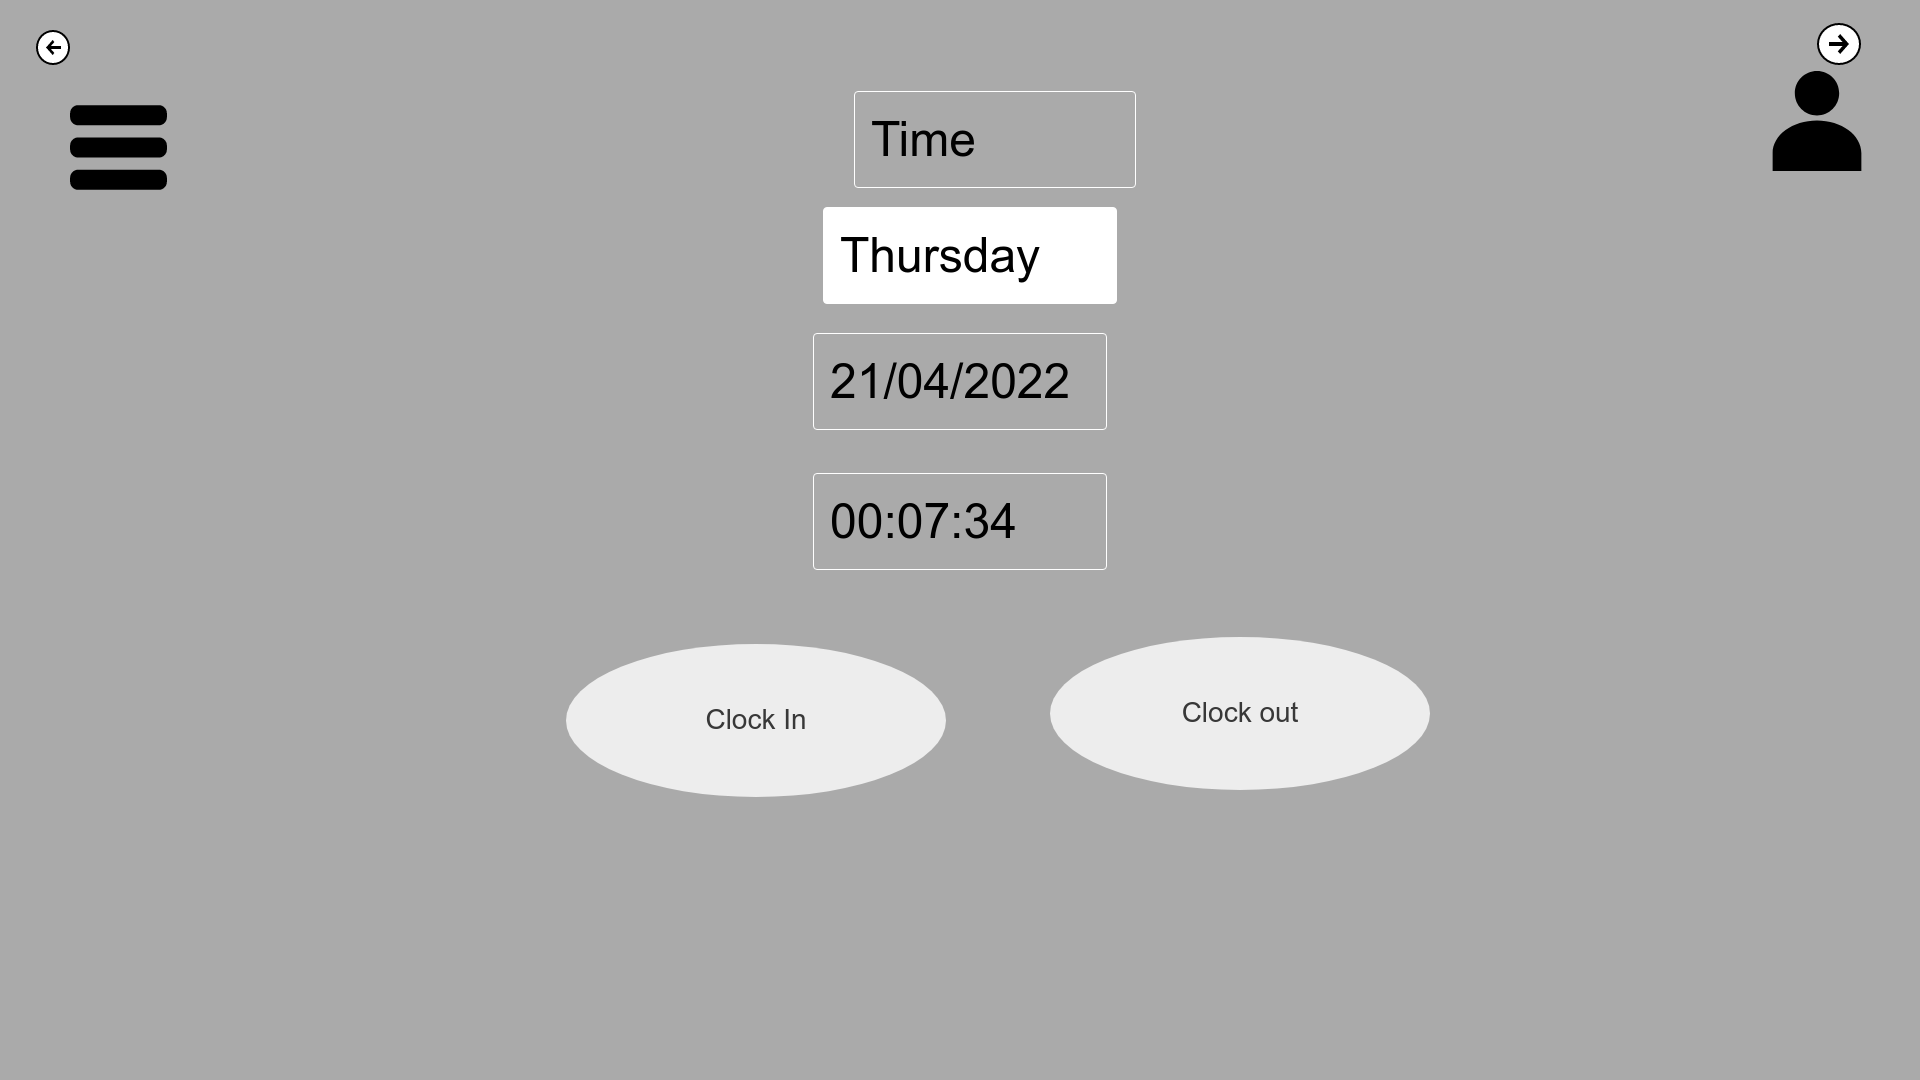 Time
Thursday
21/04/2022
00:07:34
Clock In
Clock out